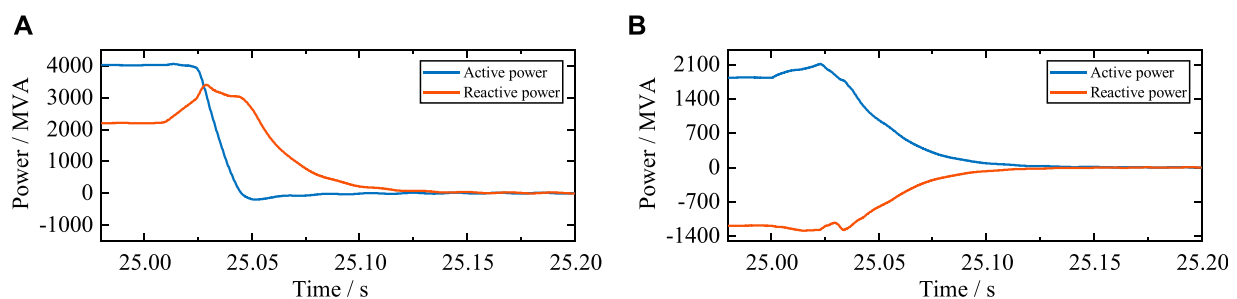 A
Power / MVA
4000
3000
2000
1000
0
-1000
Active power
Reactive power
25.00
25.05
25.10
25.15
25.20
Time / s
B
Power / MVA
2100
1400
700
0
-700
-1400
Active power
Reactive power
25.00
25.05
25.10
25.15
25.20
Time / s